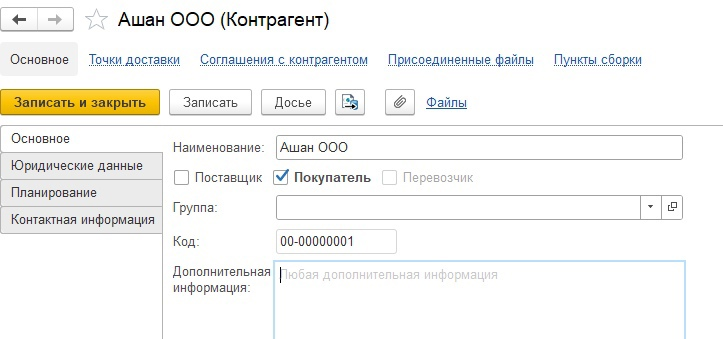 Ашан ООО (Контрагент)
Основное Точки доставки Соглашения с контрагентом Присоединенные файлы Пункты сборки
Записать и закрыть Записать Досье Файлы
Основное
Юридические данные
Планирование
Контактная информация
Наименование: Ашан ООО
Поставщик Покупатель Перевозчик
Группа:
Код: 00-00000001
Дополнительная информация:
Любая дополнительная информация